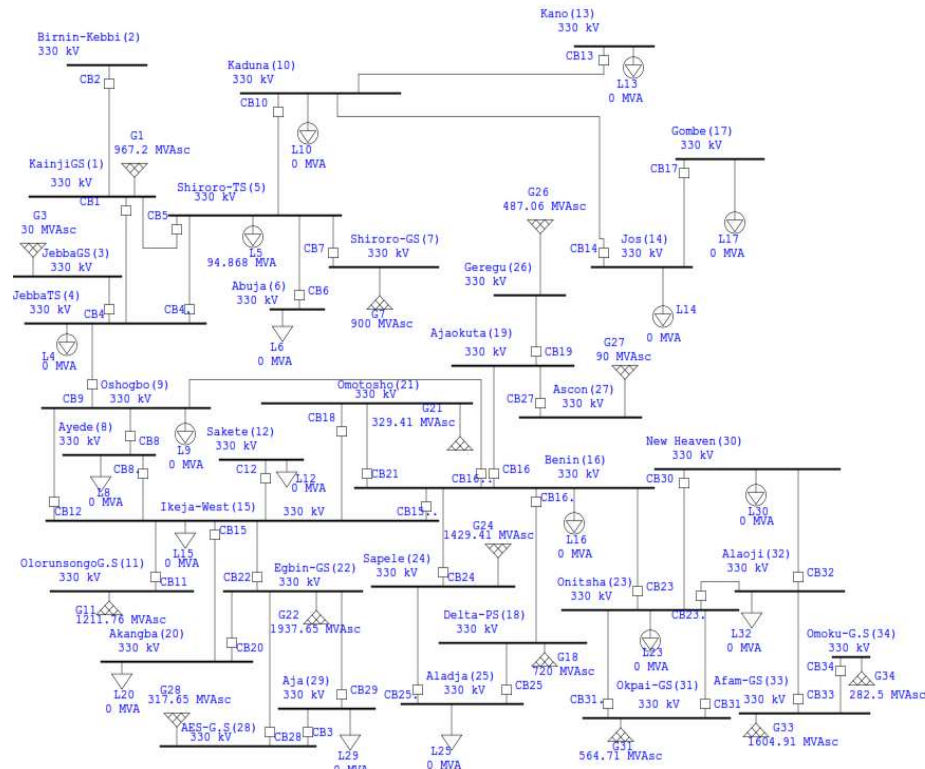 Kano(13)
330 kV
CB13
L13
0 MVA
Birnin-Kebbi(2)
330 kV
CB2
Kaduna(10)
330 kV
CB10
L10
0 MVA
Gombe(17)
330 kV
CB17
L17
0 MVA
G1
967.2 MVAsc
KainjiGS(1)
330 kV
CB1
Shiroro-TS(5)
330 kV
CB5
L5
94.868 MVA
CB7
Shiroro-GS(7)
330 kV
G7
900 MVAsc
G26
487.06 MVAsc
Geregu(26)
330 kV
CB14
Jos(14)
330 kV
L14
0 MVA
G3
30 MVAsc
JebbaGS(3)
330 kV
JebbaTS(4)
330 kV
CB4
CB4.
L4
0 MVA
Abuja(6)
330 kV
CB6
L6
0 MVA
Ajaokuta(19)
330 kV
CB19
G27
90 MVAsc
Ascon(27)
330 kV
CB27
Oshogbo(9)
330 kV
CB9
Ayede(8)
330 kV
CB8
CB8.
L8
0 MVA
L9
0 MVA
Omotosho(21)
330 kV
CB18
G21
329.41 MVAsc
CB21
Sakete(12)
330 kV
C12
L12
0 MVA
CB16
CB16..
Benin(16)
330 kV
CB16.
L16
0 MVA
New Heaven(30)
330 kV
CB30
L30
0 MVA
CB12
Ikeja-West(15)
330 kV
CB15..
L15
0 MVA
CB15
OlorunsongoG.S(11)
330 kV
CB11
G11
1211.76 MVAsc
CB22
Egbin-GS(22)
330 kV
G22
1937.65 MVAsc
G24
1429.41 MVAsc
Sapele(24)
330 kV
CB24
Onitsha(23)
330 kV
CB23
CB23.
L23
0 MVA
Alaoji(32)
330 kV
CB32
L32
0 MVA
Akangba(20)
330 kV
CB20
L20
0 MVA
Delta-PS(18)
330 kV
G18
720 MVAsc
Omoku-G.S(34)
330 kV
CB34
G34
282.5 MVAsc
G28
317.65 MVAsc
AES-G.S(28)
330 kV
CB28
Aja(29)
330 kV
CB29
CB3
L29
0 MVA
CB25.
Aladja(25)
330 kV
CB25
L25
0 MVA
CB31.
Okpai-GS(31)
330 kV
CB31
G31
564.71 MVAsc
Afam-GS(33)
330 kV
CB33
G33
1604.91 MVAsc